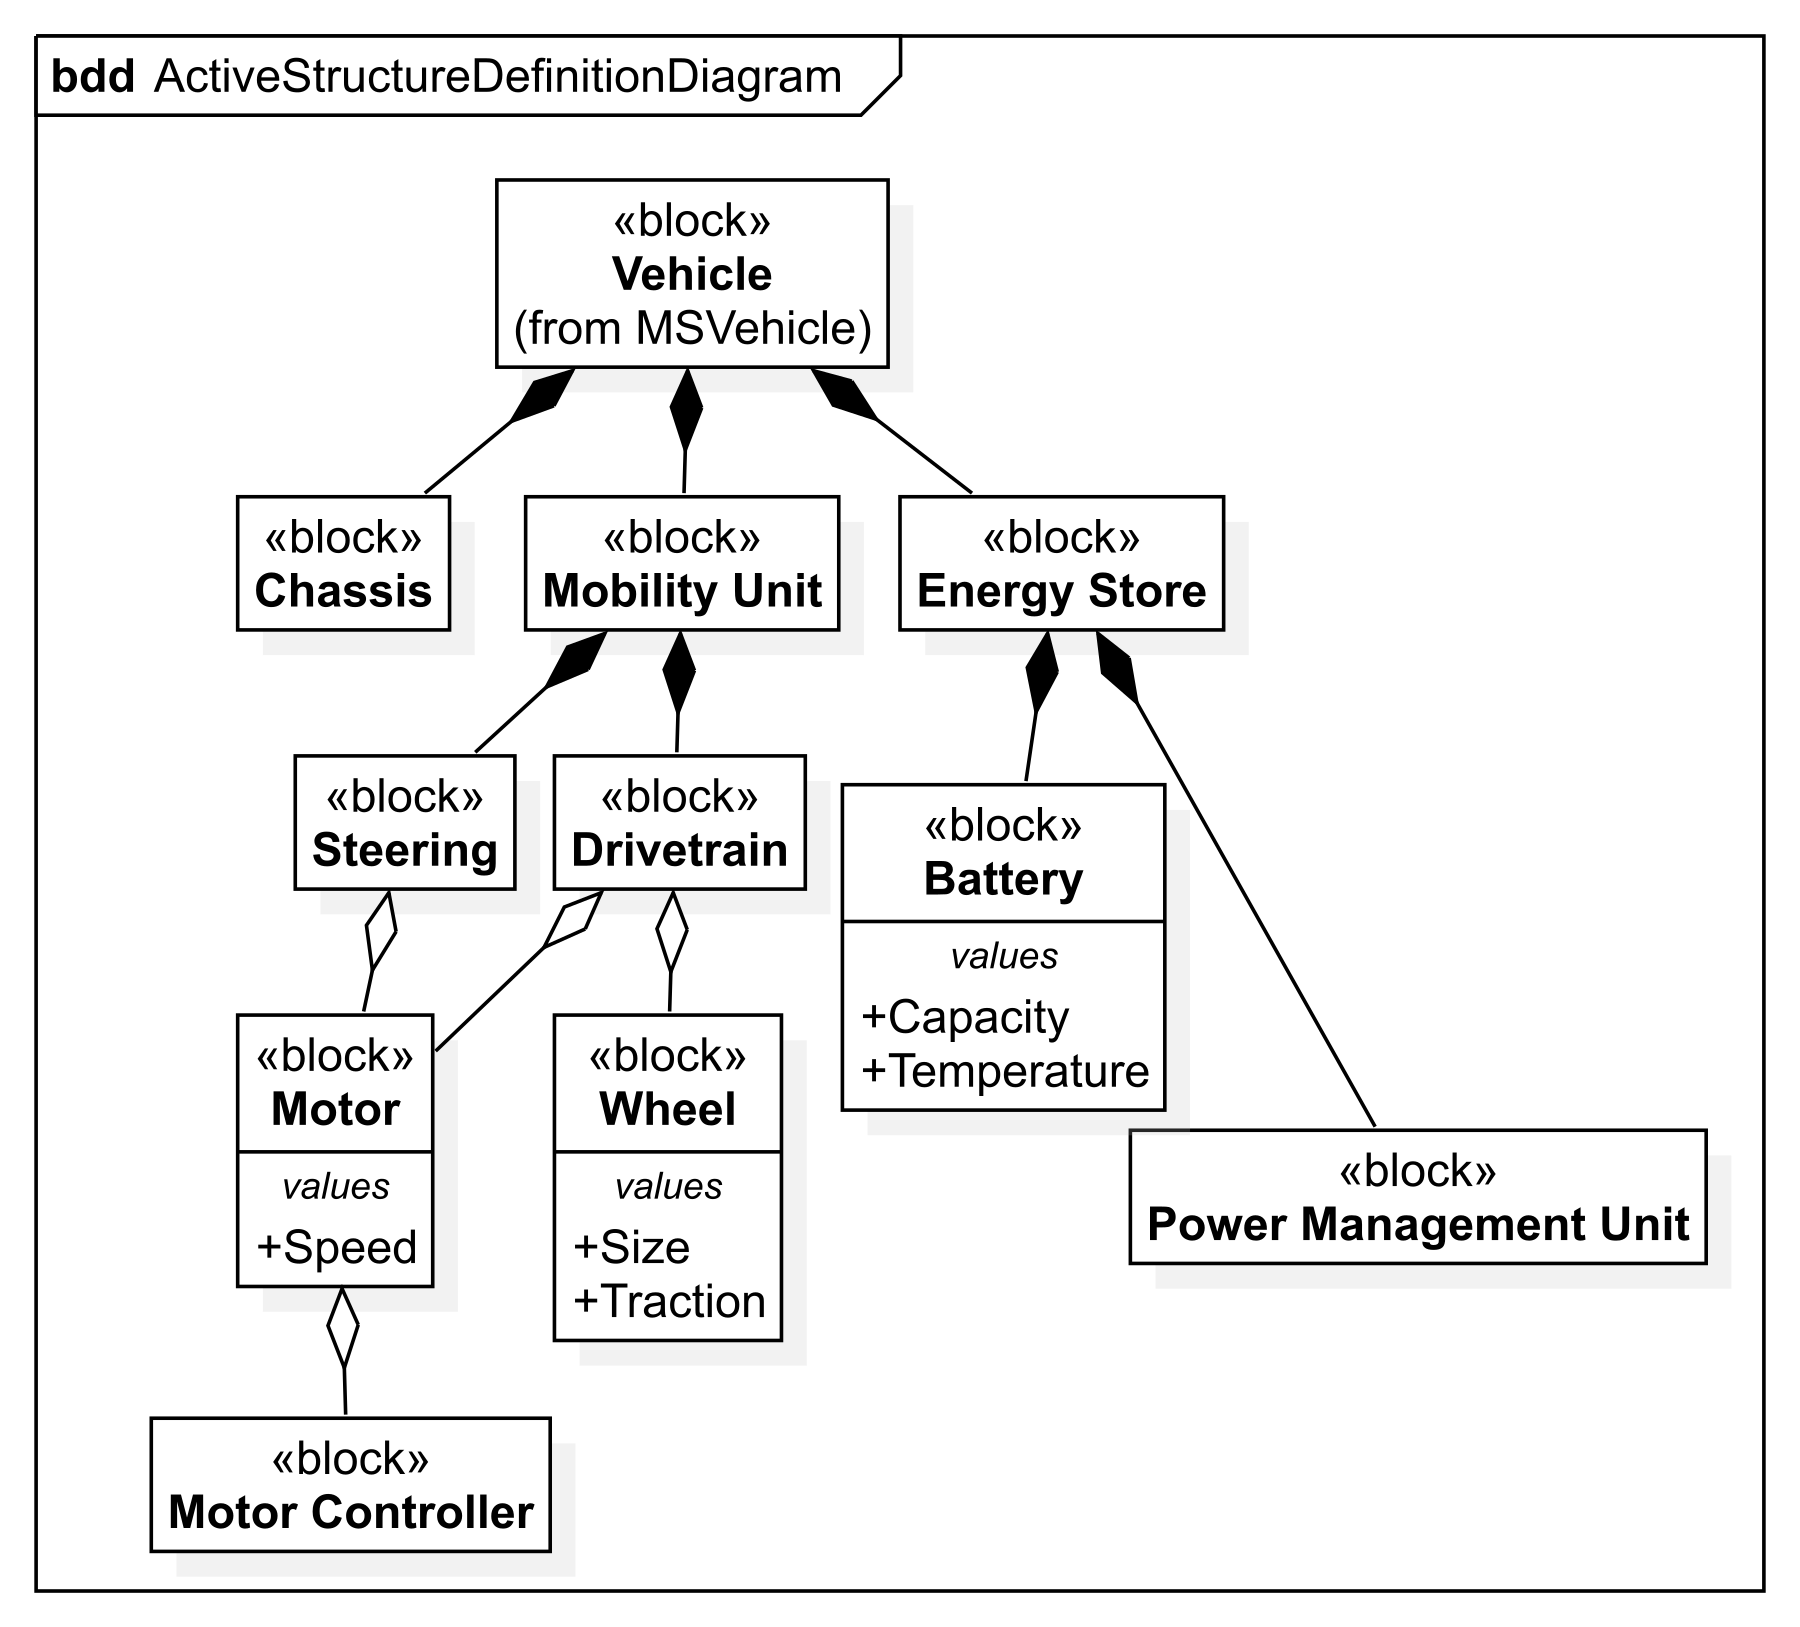 bdd ActiveStructureDefinitionDiagram
«block»
Vehicle
(from MSVehicle)
«block»
Chassis
«block»
Mobility Unit
«block»
Energy Store
«block»
Steering
«block»
Drivetrain
«block»
Battery
values
+Capacity
+Temperature
«block»
Motor
values
+Speed
«block»
Wheel
values
+Size
+Traction
«block»
Power Management Unit
«block»
Motor Controller